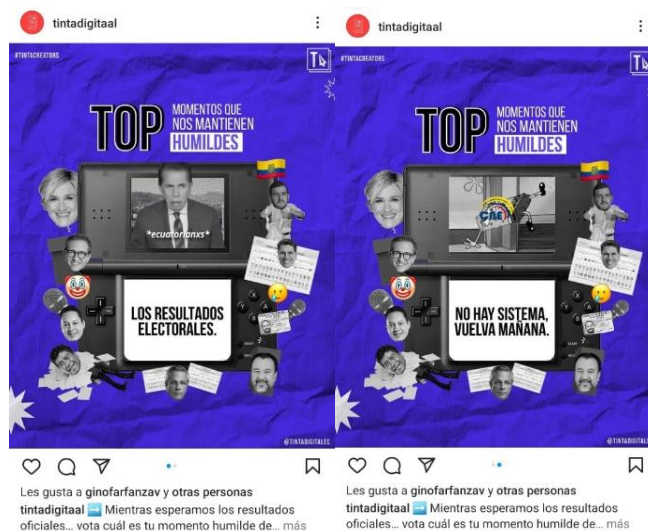 tintadigitaal
#TINTACREATORS
TOP
MOMENTOS QUE
NOS MANTIENEN
HUMILDES
*ecuatorianxs*
LOS RESULTADOS
ELECTORALES.
@TINTADIGITALEC
Les gusta a ginofarfanzav y otras personas
tintadigitaal ➡️ Mientras esperamos los resultados
oficiales... vota cuál es tu momento humilde de... más
tintadigitaal
#TINTACREATORS
TOP
MOMENTOS QUE
NOS MANTIENEN
HUMILDES
CNE
NO HAY SISTEMA,
VUELVA MAÑANA.
@TINTADIGITALEC
Les gusta a ginofarfanzav y otras personas
tintadigitaal ➡️ Mientras esperamos los resultados
oficiales... vota cuál es tu momento humilde de... más